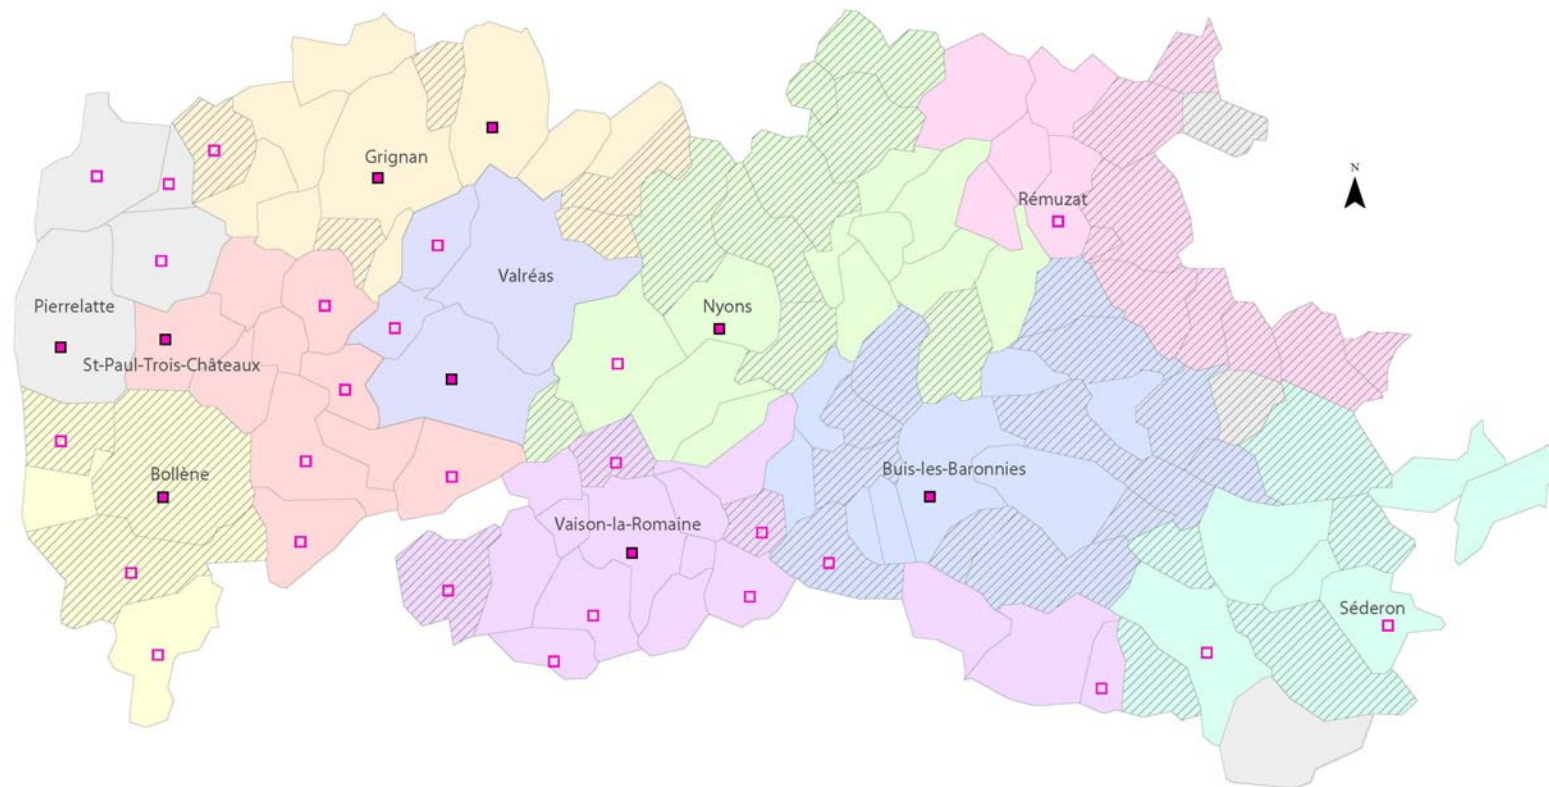 N
Grignan
Rémuzat
Valréas
Pierrelatte
Nyons
St-Paul-Trois-Châteaux
Bollène
Buis-les-Baronnies
Vaison-la-Romaine
Séderon